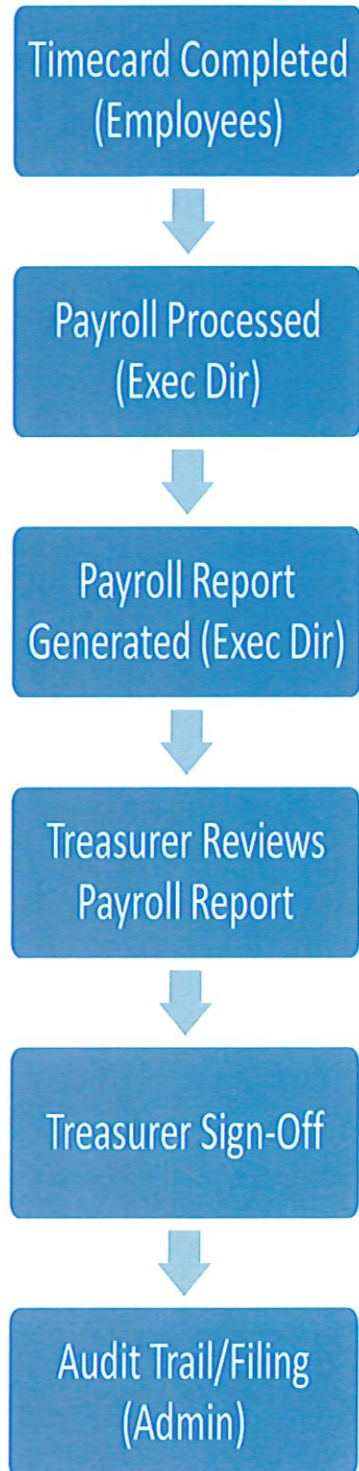 Timecard Completed
(Employees)
Payroll Processed
(Exec Dir)
Payroll Report
Generated (Exec Dir)
Treasurer Reviews
Payroll Report
Treasurer Sign-Off
Audit Trail/Filing
(Admin)